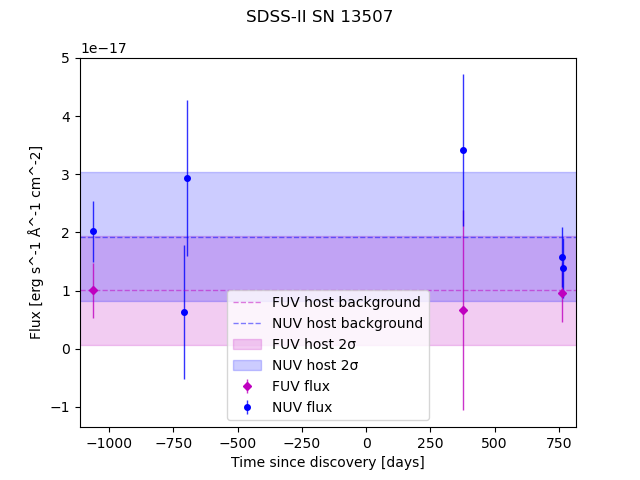 SDSS-II SN 13507
1e−17
5
4
3
2
1
0
−1
Flux [erg s^-1 Å^-1 cm^-2]
FUV host background
NUV host background
FUV host 2σ
NUV host 2σ
FUV flux
NUV flux
−1000 −750 −500 −250 0 250 500 750
Time since discovery [days]